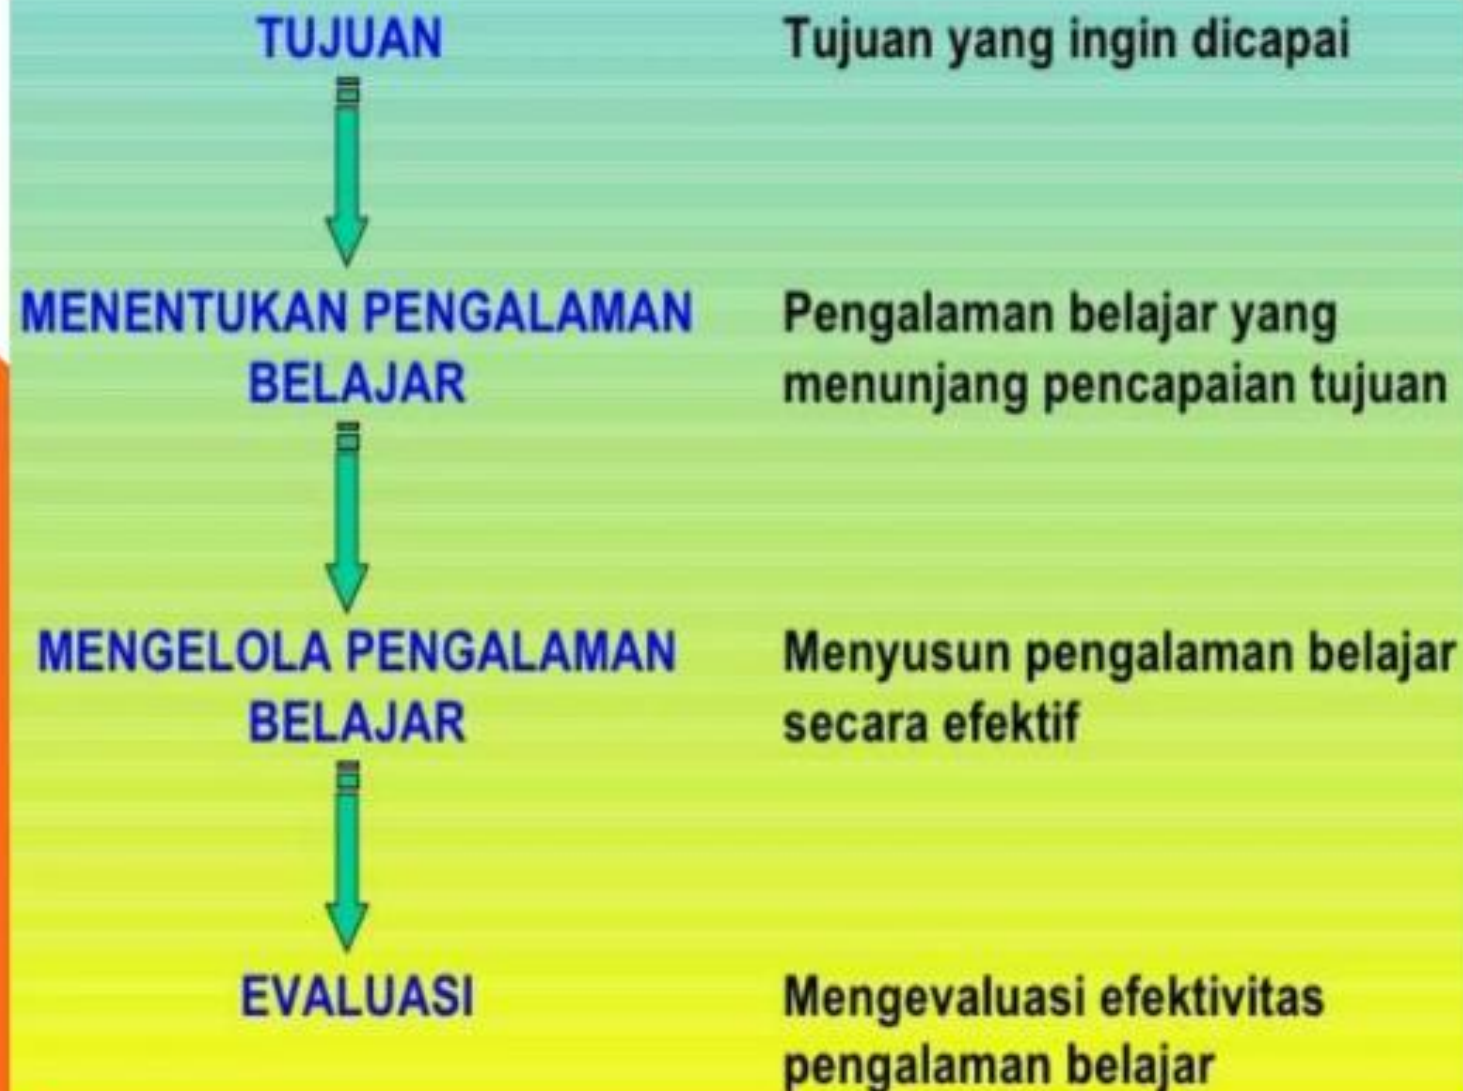 TUJUAN
Tujuan yang ingin dicapai
MENENTUKAN PENGALAMAN
BELAJAR
Pengalaman belajar yang
menunjang pencapaian tujuan
MENGELOLA PENGALAMAN
BELAJAR
Menyusun pengalaman belajar
secara efektif
EVALUASI
Mengevaluasi efektivitas
pengalaman belajar